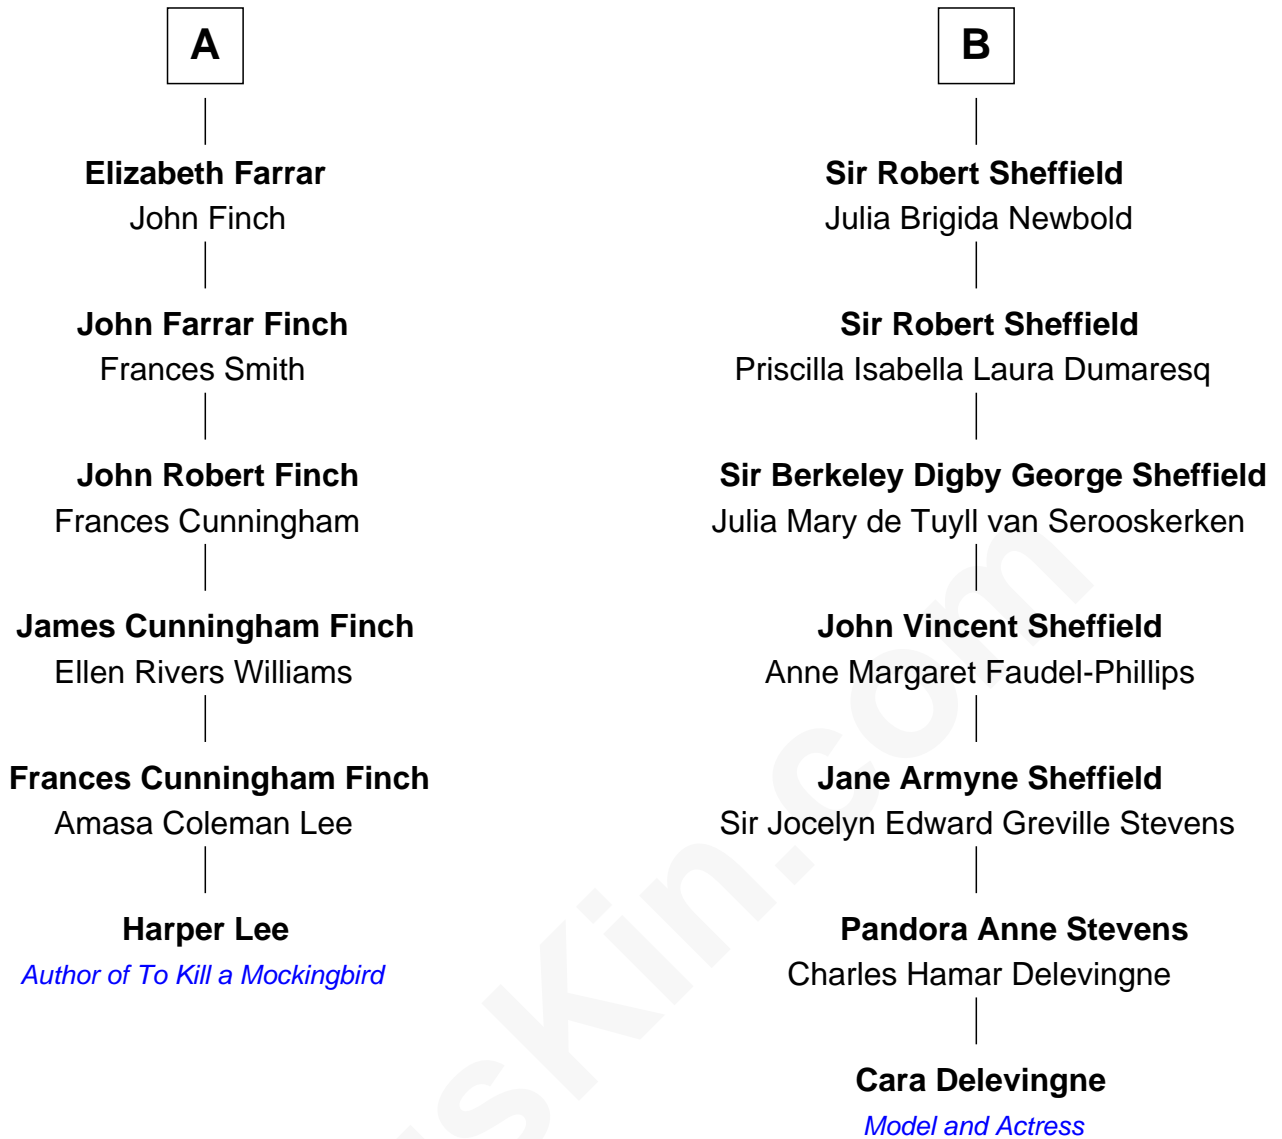 A
Elizabeth Farrar
John Finch
John Farrar Finch
Frances Smith
John Robert Finch
Frances Cunningham
James Cunningham Finch
Ellen Rivers Williams
Frances Cunningham Finch
Amasa Coleman Lee
Harper Lee
Author of To Kill a Mockingbird
B
Sir Robert Sheffield
Julia Brigida Newbold
Sir Robert Sheffield
Priscilla Isabella Laura Dumaresq
Sir Berkeley Digby George Sheffield
Julia Mary de Tuyll van Serooskerken
John Vincent Sheffield
Anne Margaret Faudel-Phillips
Jane Armyne Sheffield
Sir Jocelyn Edward Greville Stevens
Pandora Anne Stevens
Charles Hamar Delevingne
Cara Delevingne
Model and Actress
sKin.com